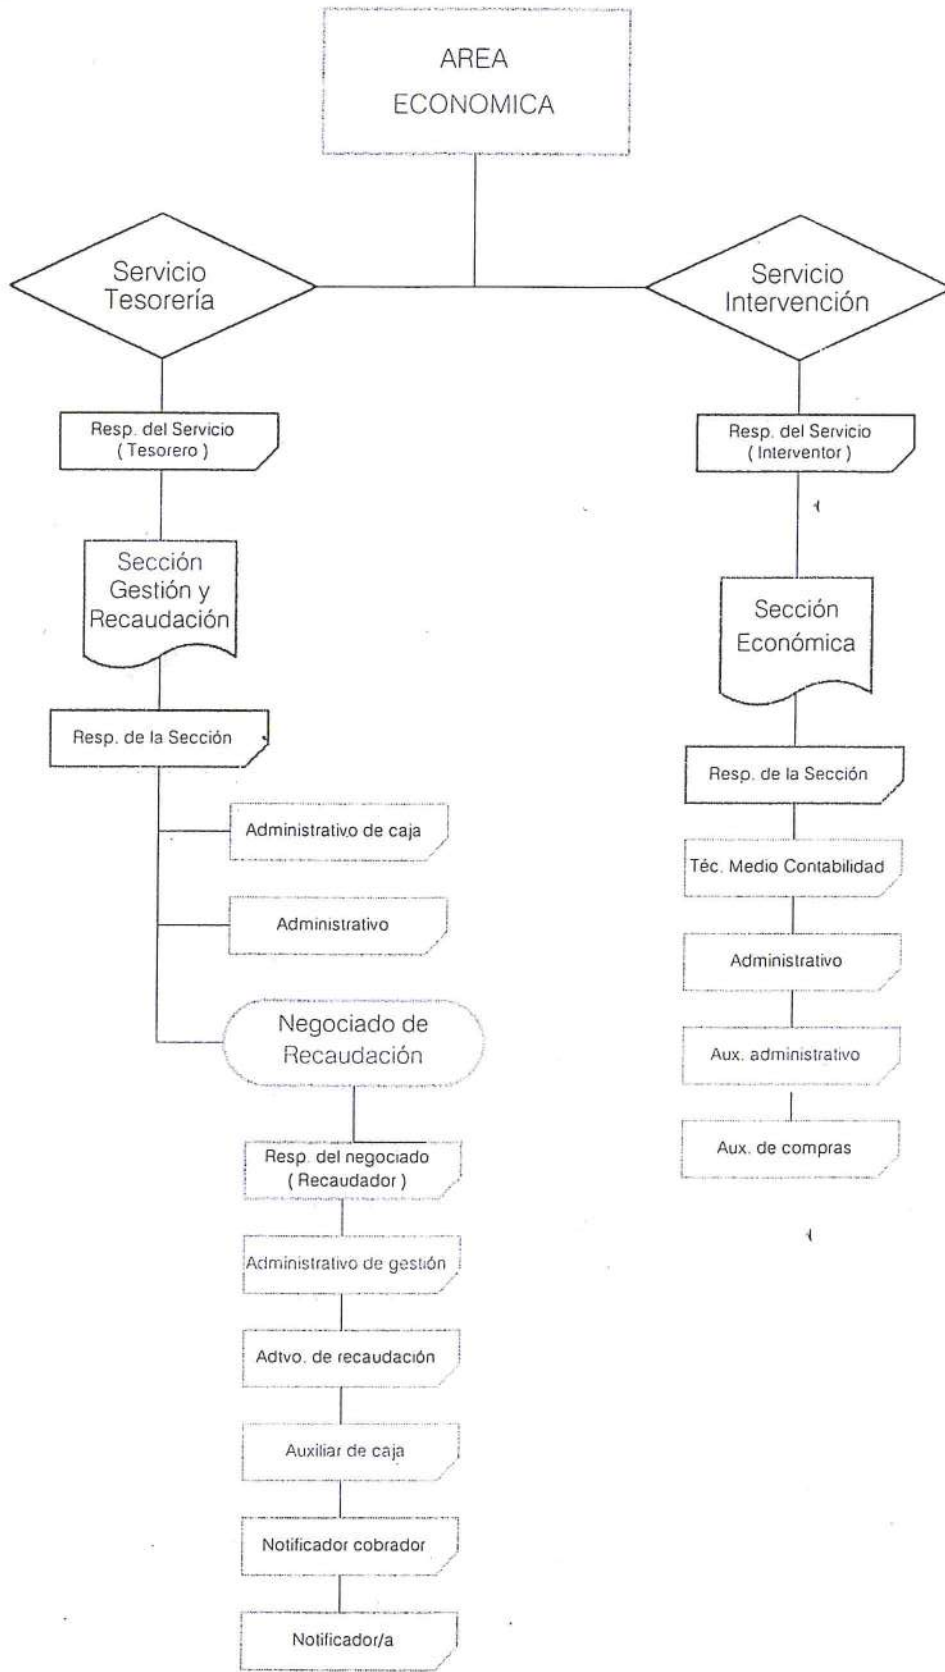 AREA
ECONOMICA
Servicio
Tesorería
Servicio
Intervención
Resp. del Servicio
( Tesorero )
Resp. del Servicio
( Interventor )
Sección
Gestión y
Recaudación
Sección
Económica
Resp. de la Sección
Resp. de la Sección
Administrativo de caja
Téc. Medio Contabilidad
Administrativo
Administrativo
Negociado de
Recaudación
Aux. administrativo
Resp. del negociado
( Recaudador )
Aux. de compras
Administrativo de gestión
Adtvo. de recaudación
Auxiliar de caja
Notificador cobrador
Notificador/a